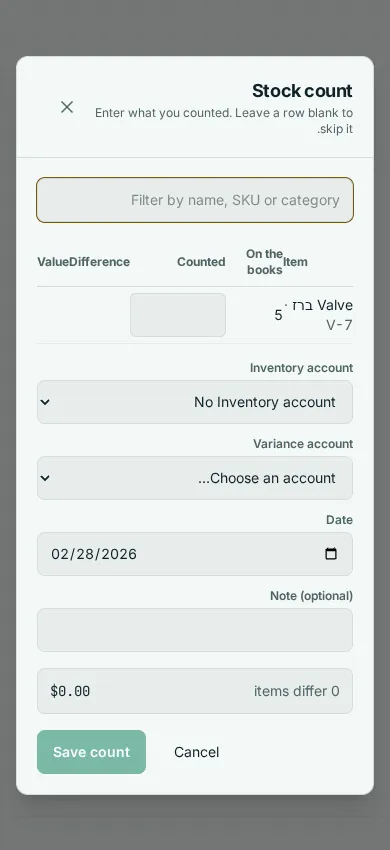 Stock count
Enter what you counted. Leave a row blank to
.skip it
Filter by name, SKU or category
Item On the books Counted Difference Value
Valve ברז · 5
V-7
Inventory account
No Inventory account
Variance account
...Choose an account
Date
02/28/2026
Note (optional)
items differ 0 $0.00
Cancel Save count